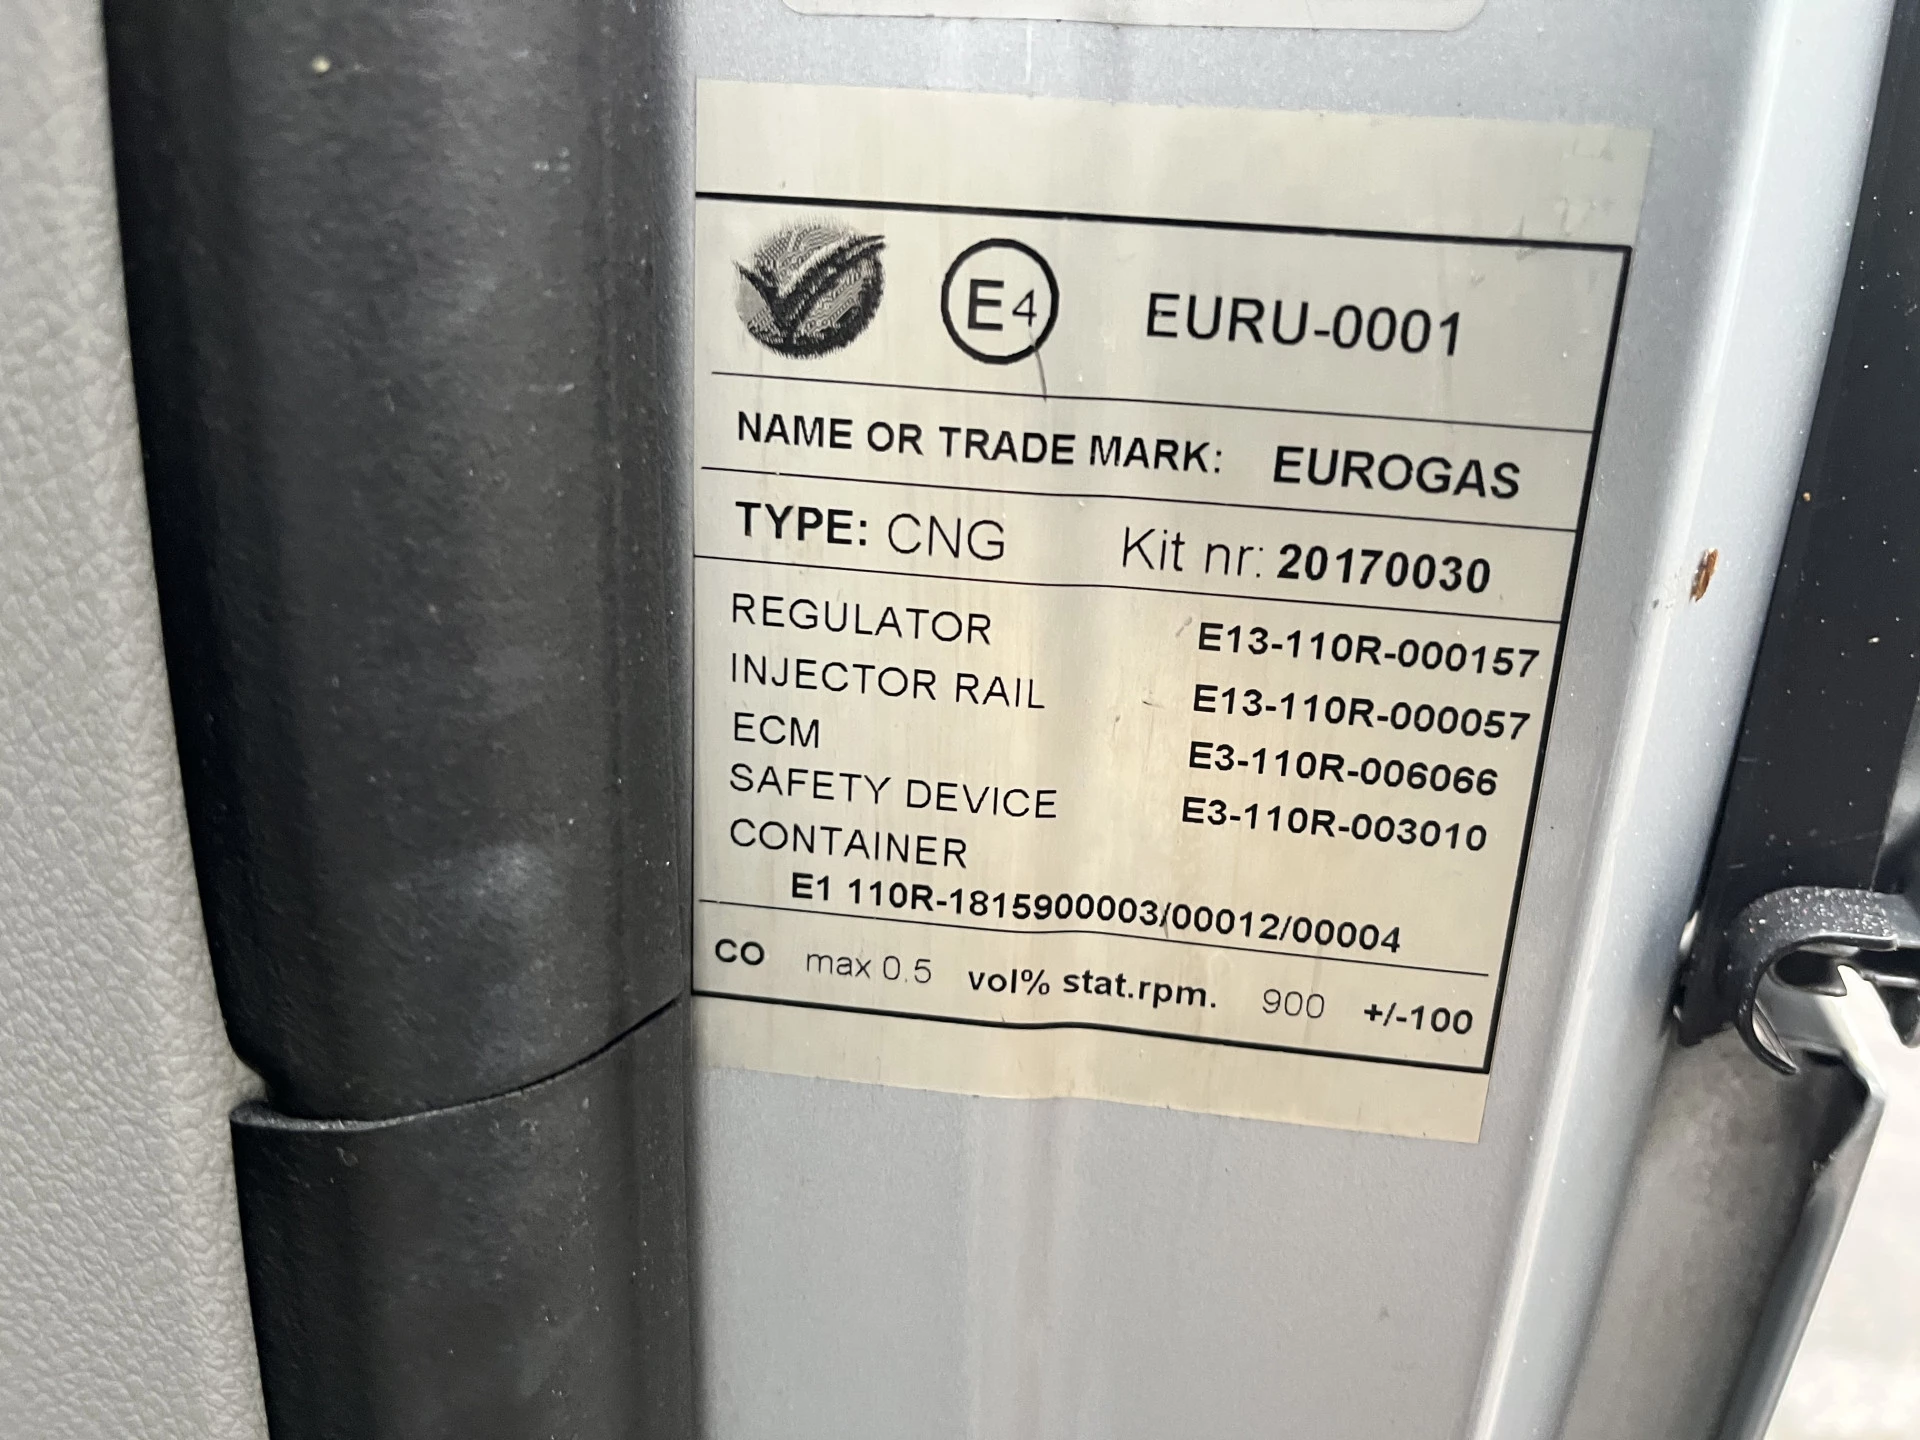 E4 EURU-0001
NAME OR TRADE MARK: EUROGAS
TYPE: CNG Kit nr: 20170030
REGULATOR E13-110R-000157
INJECTOR RAIL E13-110R-000057
ECM E3-110R-006066
SAFETY DEVICE E3-110R-003010
CONTAINER
E1 110R-1815900003/00012/00004
CO max 0.5 vol% stat.rpm. 900 +/-100